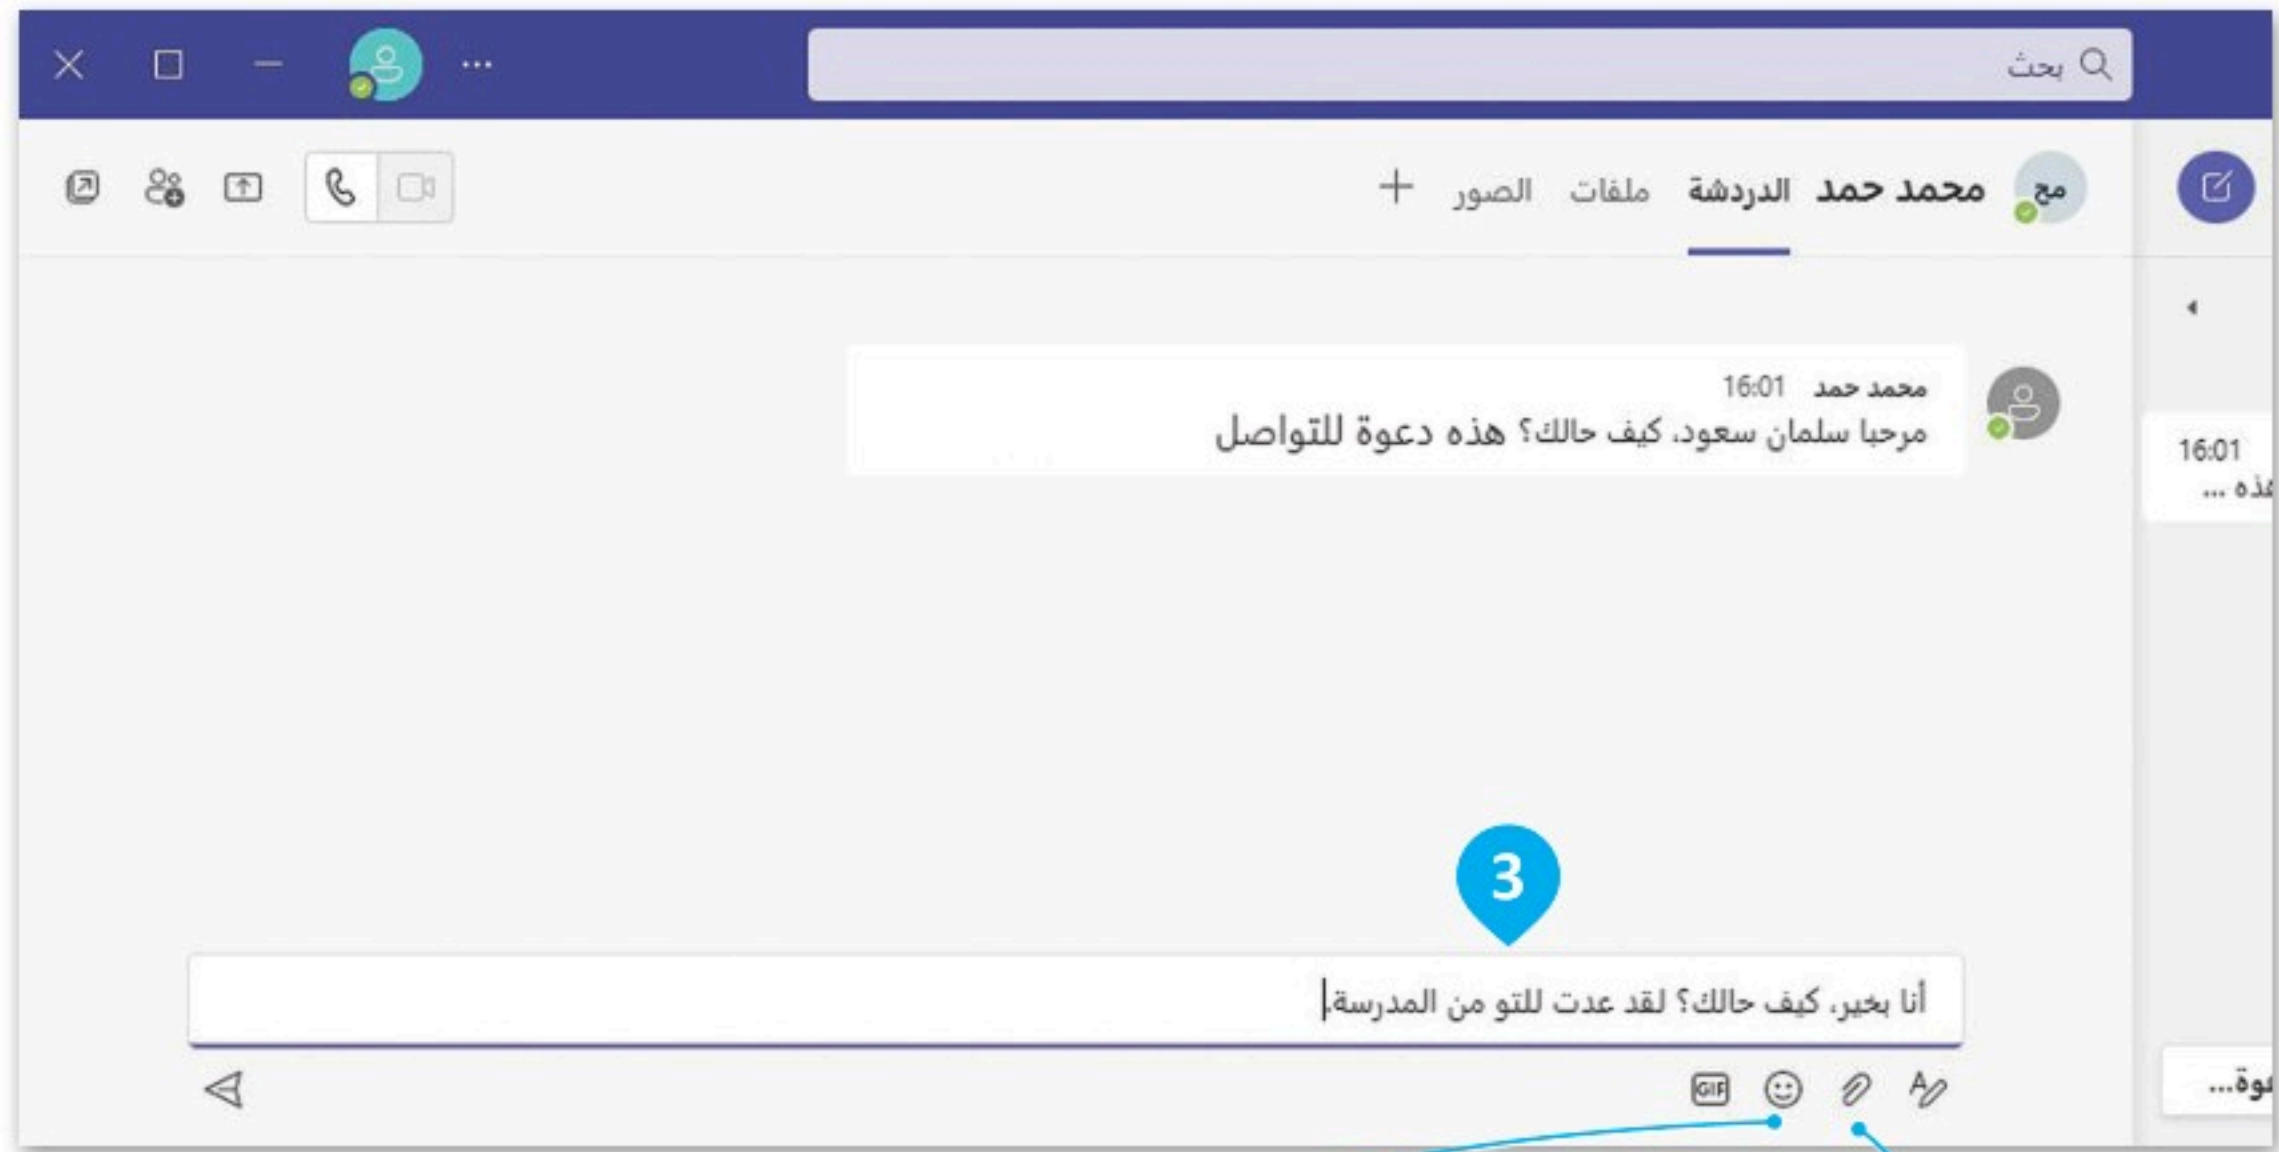 بحث
مح محمد حمد الدردشة ملفات الصور +
محمد حمد 16:01
مرحبا سلمان سعود، كيف حالك؟ هذه دعوة للتواصل
16:01
هذه ...
3
أنا بخير، كيف حالك؟ لقد عدت للتو من المدرسة.
GIF